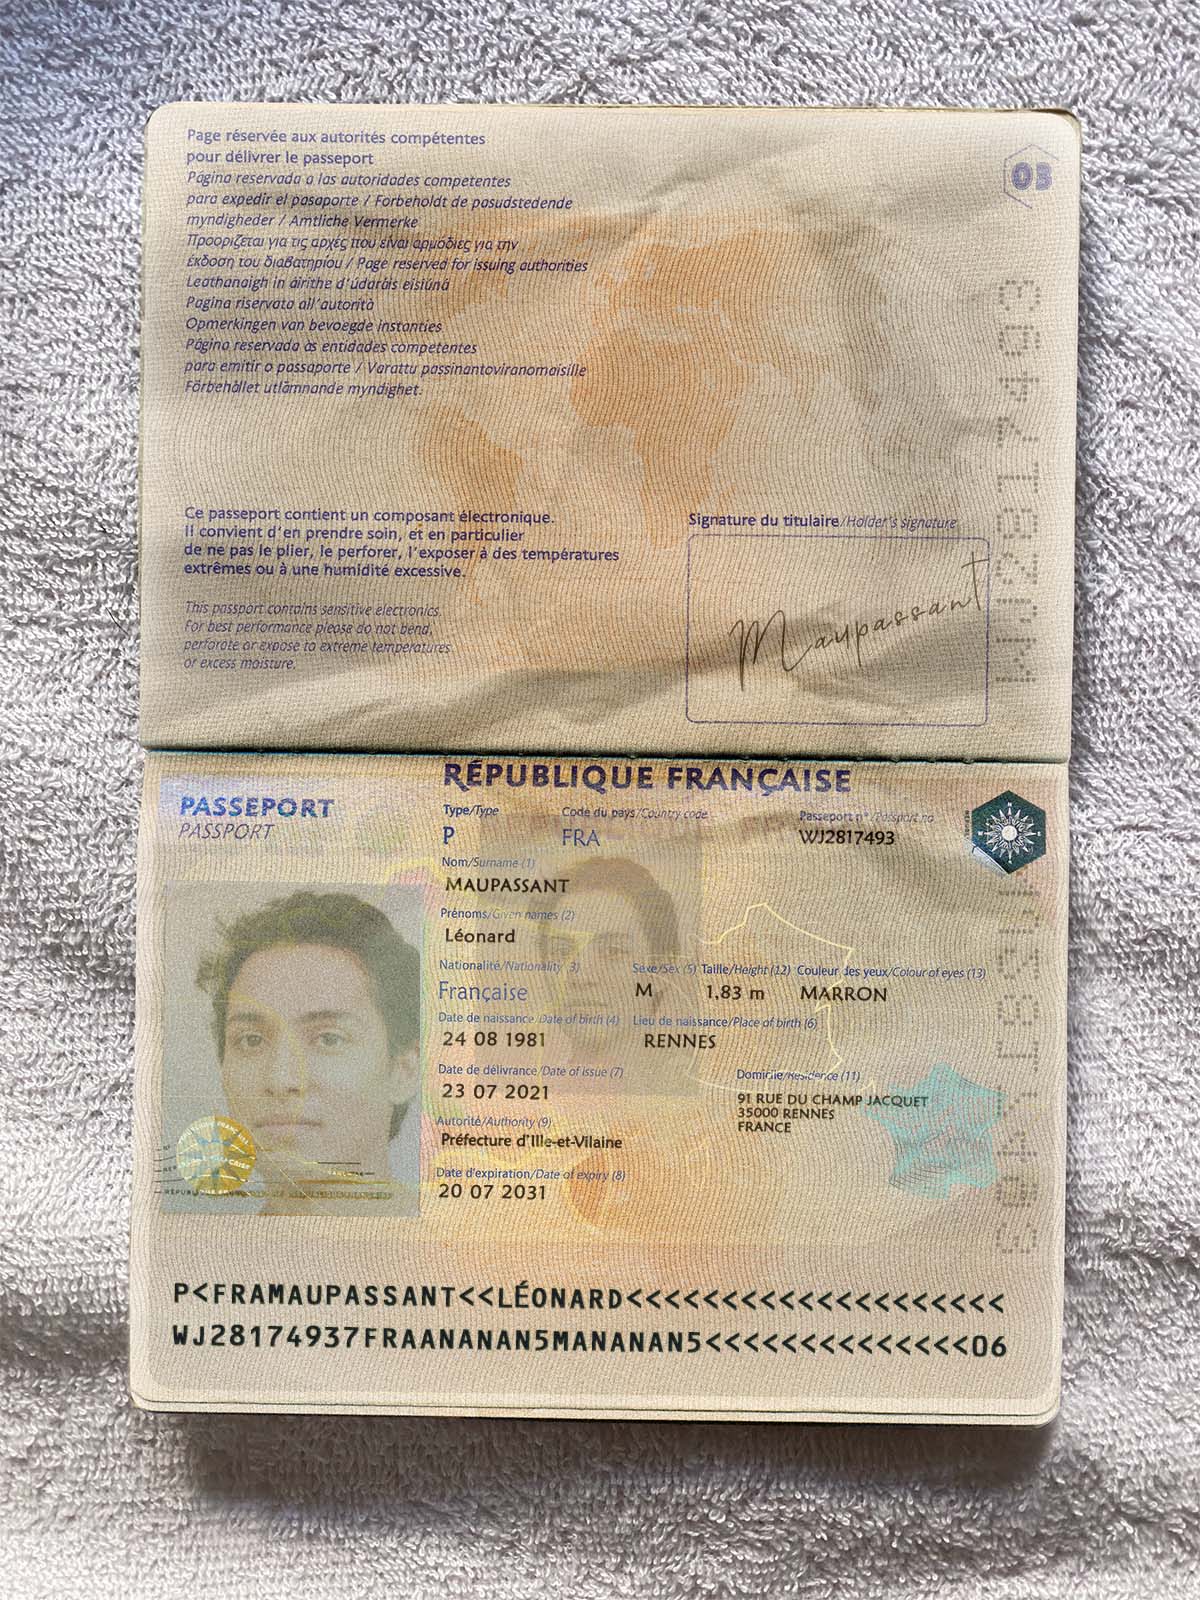 Page réservée aux autorités compétentes
pour délivrer le passeport
Pagina reservada a las autoridades competentes
para expedir el pasaporte / Forbeholdt de pasudstedende
myndigheder / Amtliche Vermerke
Προορίζεται για τις αρχές που είναι αρμόδιες για την
έκδοση του διαβατηρίου / Page reserved for issuing authorities
Leathanaigh in áirithe d'údaráis eisiúná
Pagina riservata all'autorità
Opmerkingen van bevoegde instanties
Página reservada às entidades competentes
para emitir o passaporte / Varattu passinantoviranomaisille
Förbehållet utlämnande myndighet.
03
WJ2817493
Ce passeport contient un composant électronique.
Il convient d'en prendre soin, et en particulier
de ne pas le plier, le perforer, l'exposer à des températures
extrêmes ou à une humidité excessive.
This passport contains sensitive electronics.
For best performance please do not bend,
perforate or expose to extreme temperatures
or excess moisture.
Signature du titulaire/Holder's signature
Maupassant
RÉPUBLIQUE FRANÇAISE
PASSEPORT
PASSPORT
Type/Type Code du pays/Country code Passeport n°/Passport no
P FRA WJ2817493
Nom/Surname (1)
MAUPASSANT
Prénoms/Given names (2)
Léonard
Nationalité/Nationality 3) Sexe/Sex (5) Taille/Height (12) Couleur des yeux/Colour of eyes (13)
Française M 1,83 m MARRON
Date de naissance/Date of birth (4) Lieu de naissance/Place of birth (6)
24 08 1981 RENNES
Date de délivrance/Date of issue (7) Domicile/Residence (11)
23 07 2021 91 RUE DU CHAMP JACQUET
35000 RENNES
FRANCE
Autorité/Authority (9)
Préfecture d'Ille-et-Vilaine
Date d'expiration/Date of expiry (8)
20 07 2031
P<FRAMAUPASSANT<<LÉONARD<<<<<<<<<<<<<<<<<<<<
WJ28174937FRAANANAN5MANANAN5<<<<<<<<<<<<<<06